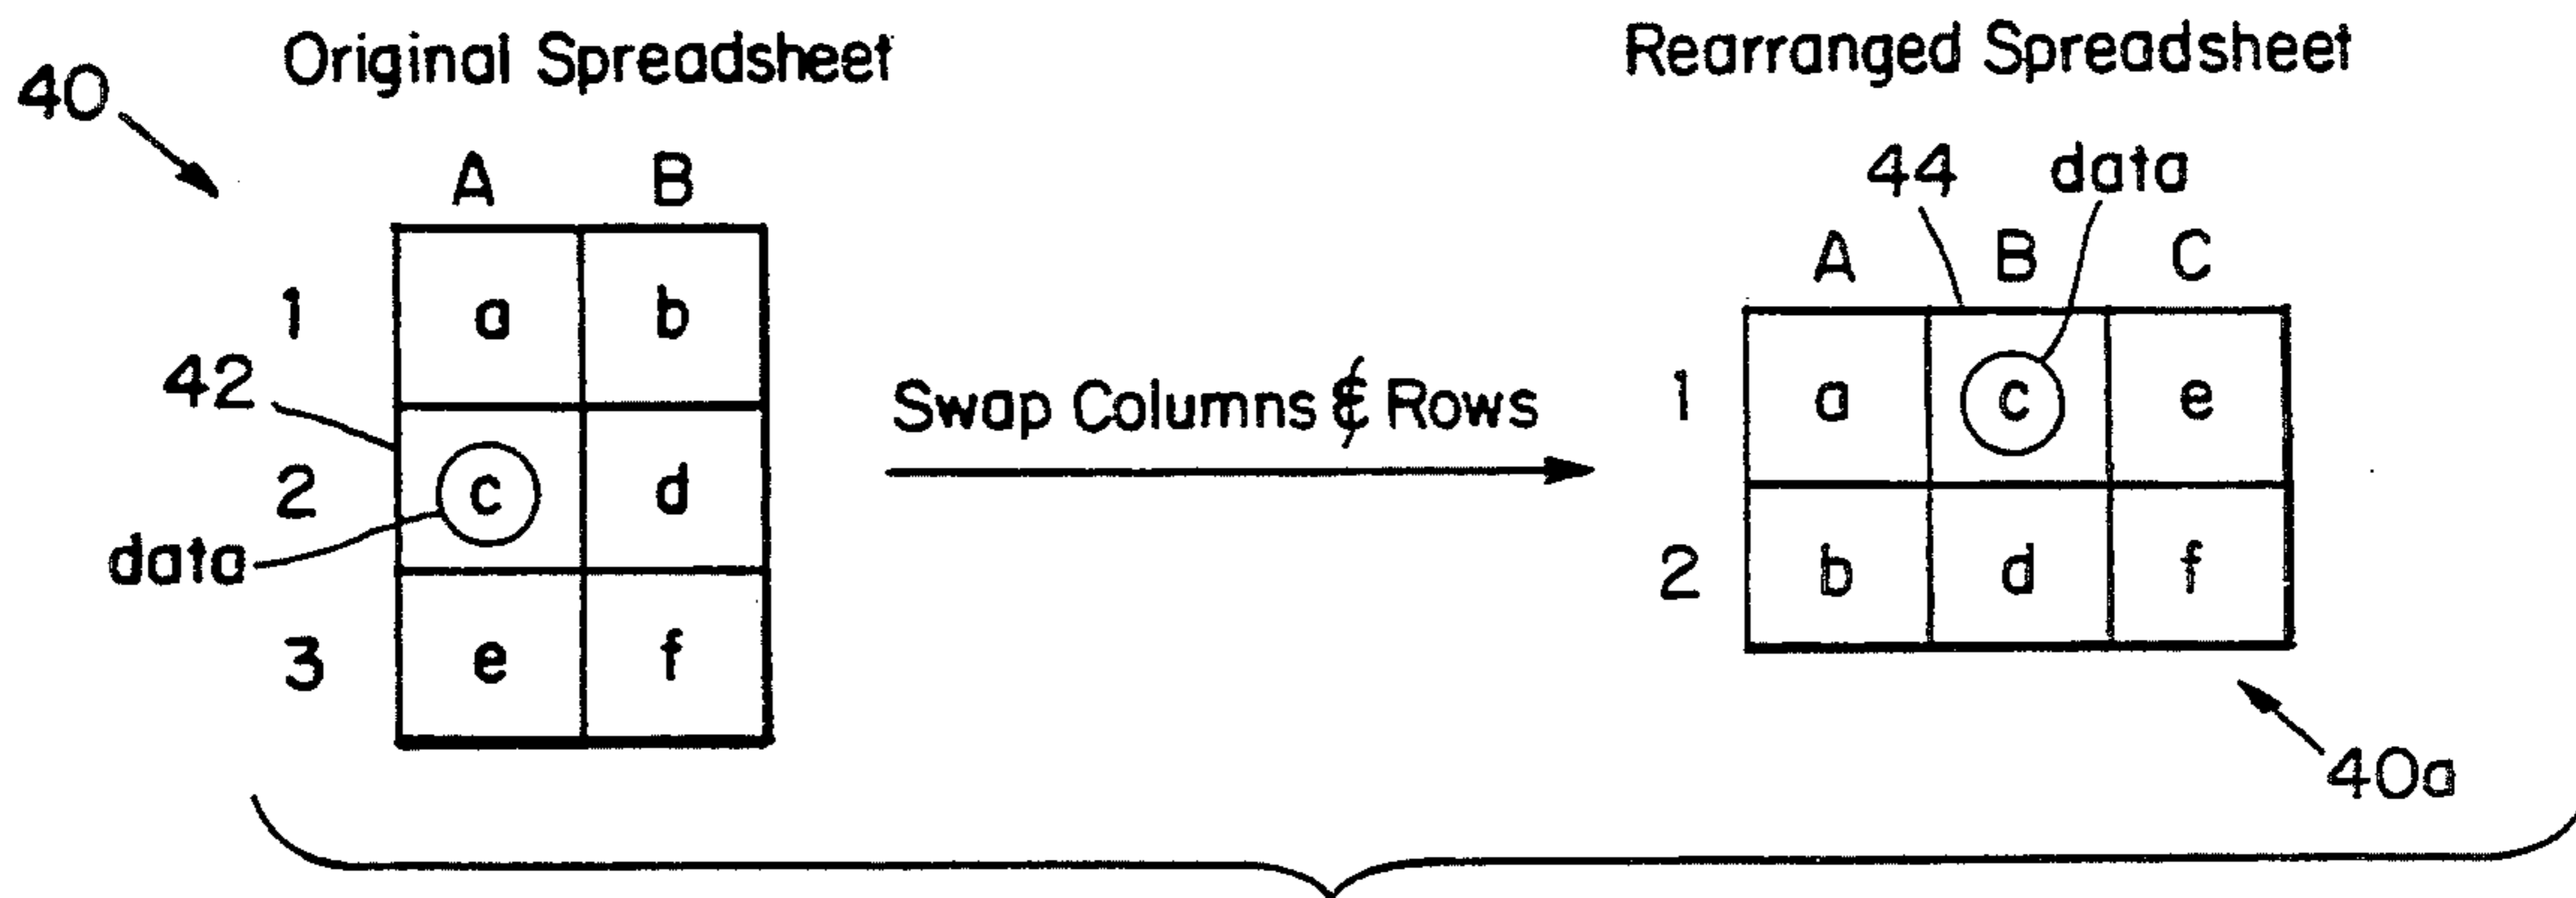 Original Spreadsheet
40
A B
1 a b
42
2 c d
data
3 e f
Swap Columns & Rows
Rearranged Spreadsheet
44 data
A B C
1 a c e
2 b d f
40a